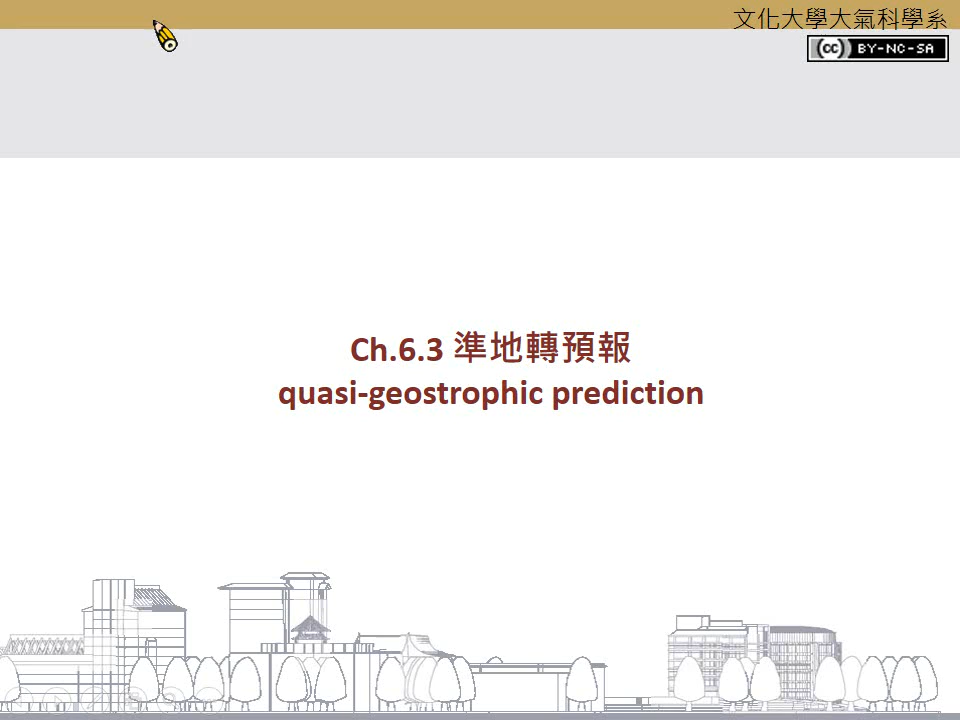 文化大學大氣科學系
(cc) BY-NC-SA
Ch.6.3 準地轉預報
quasi-geostrophic prediction